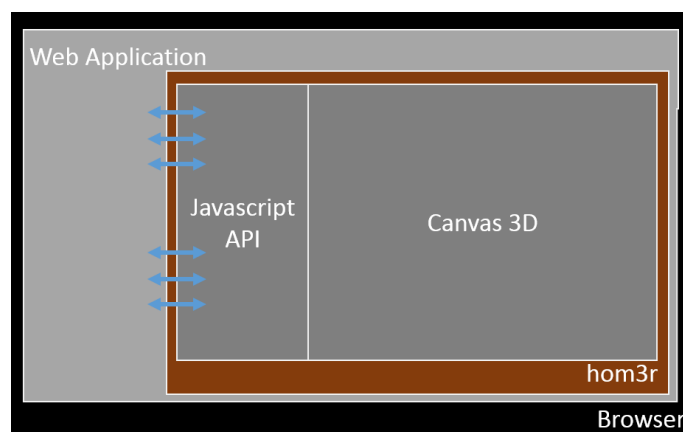 Web Application
Javascript
API
Canvas 3D
hom3r
Browser